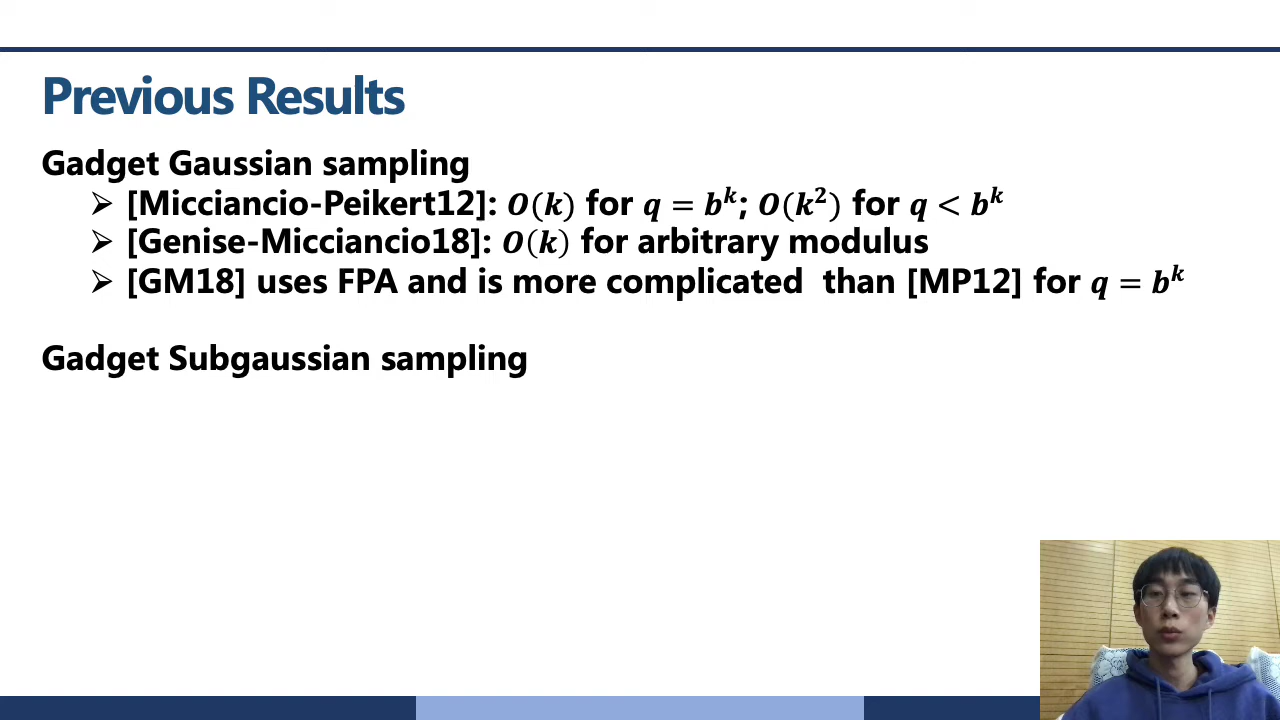 Previous Results
Gadget Gaussian sampling
➢ [Micciancio-Peikert12]: O(k) for q = b^k; O(k^2) for q < b^k
➢ [Genise-Micciancio18]: O(k) for arbitrary modulus
➢ [GM18] uses FPA and is more complicated than [MP12] for q = b^k
Gadget Subgaussian sampling